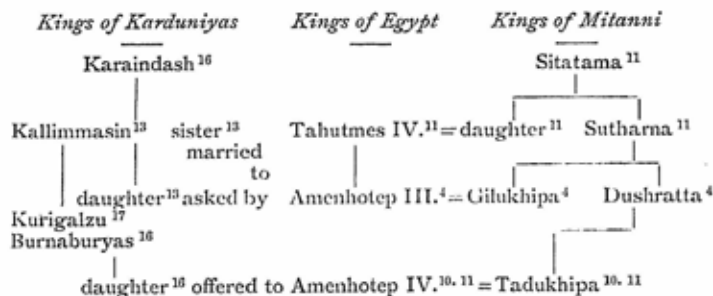 Kings of Karduniyas Kings of Egypt Kings of Mitanni
Karaindash 16 Sitatama 11
Kallimmasin 13 sister 13 Tahutmes IV. 11 = daughter 11 Sutharna 11
married
to
daughter 13 asked by Amenhotep III. 4 = Gilukhipa 4 Dushratta 4
Kurigalzu 17
Burnaburyas 16
daughter 16 offered to Amenhotep IV. 10. 11 = Tadukhipa 10. 11